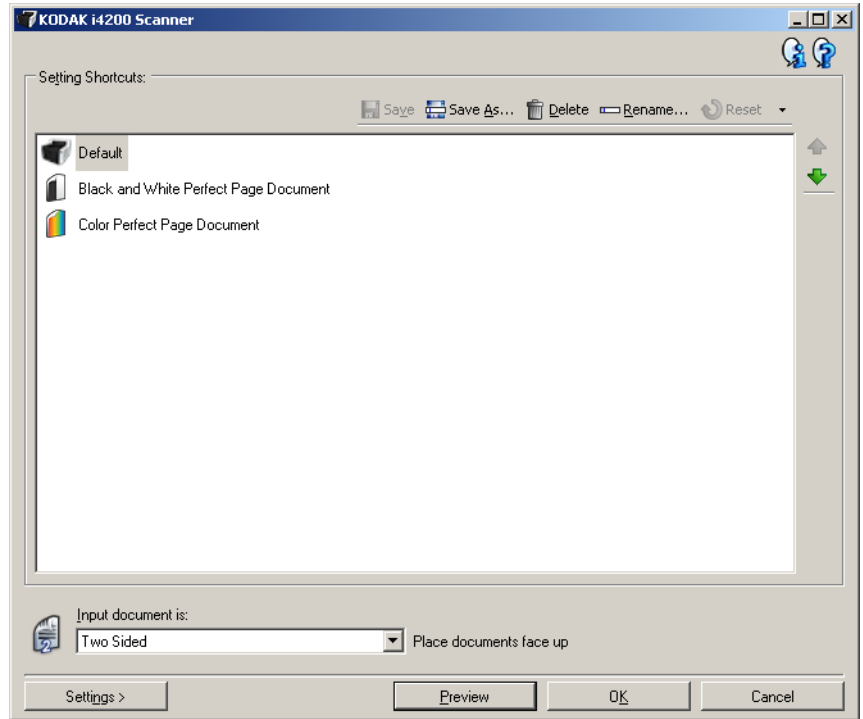 KODAK i4200 Scanner
Setting Shortcuts:
Save Save As... Delete Rename... Reset
Default
Black and White Perfect Page Document
Color Perfect Page Document
Input document is:
2 Two Sided Place documents face up
Settings > Preview OK Cancel